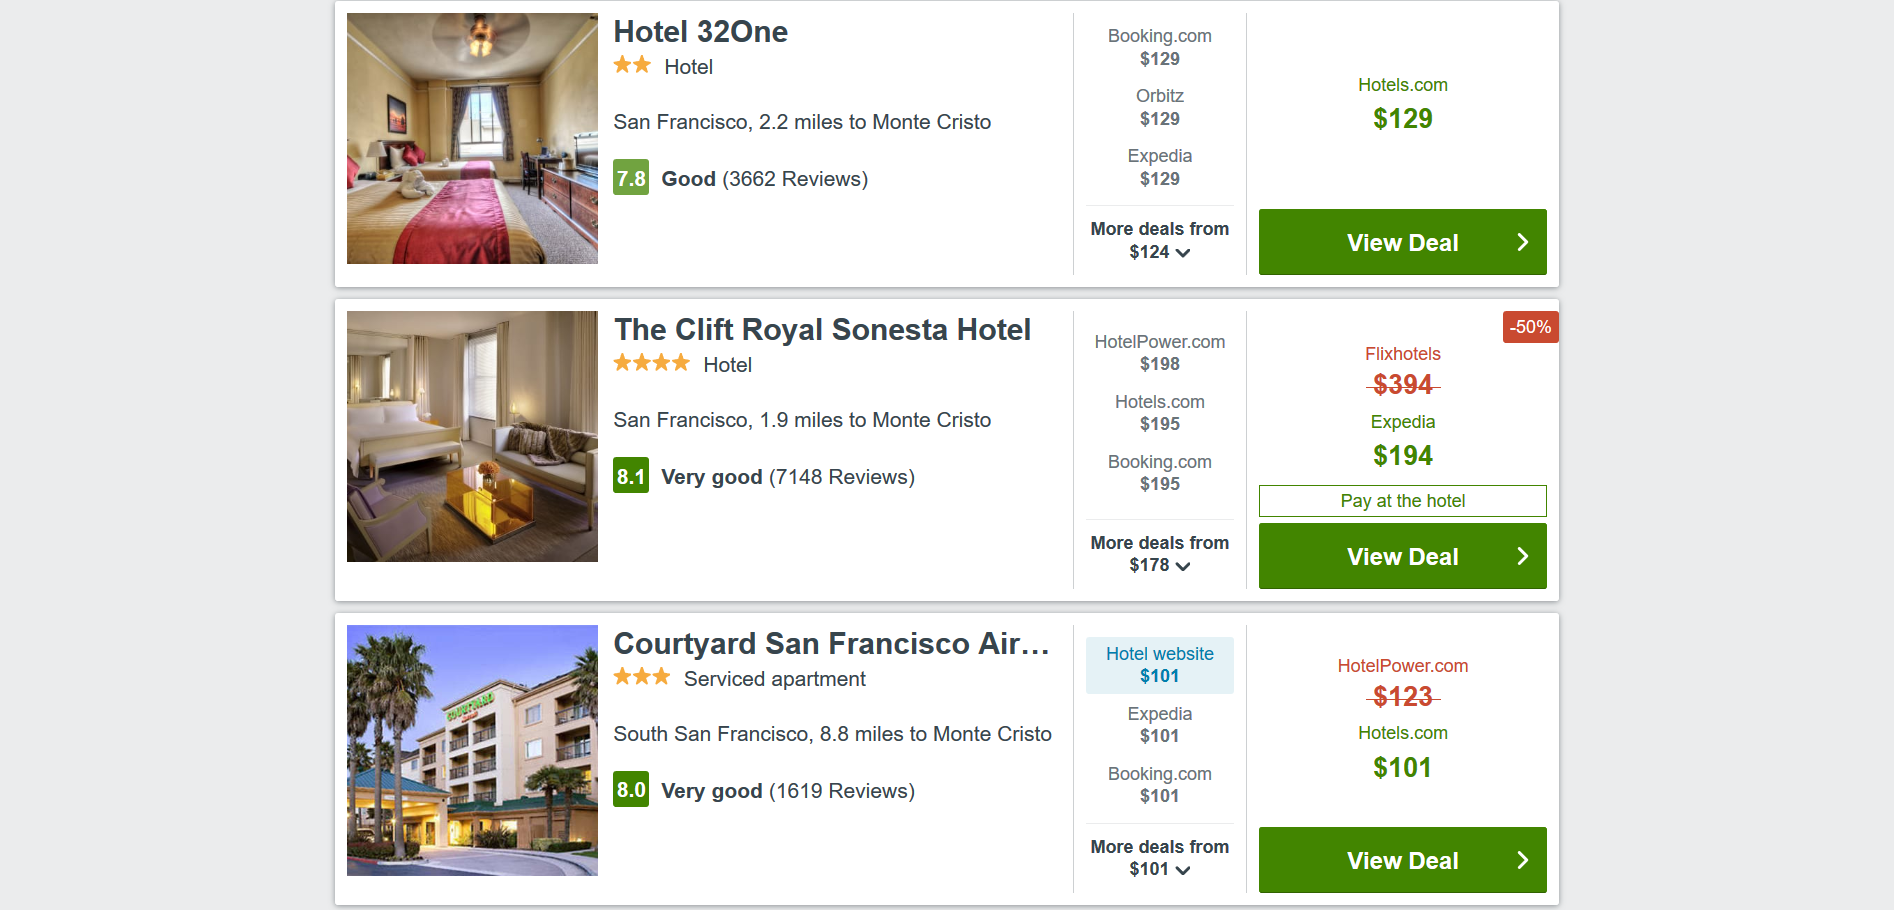 Hotel 32One
Hotel
San Francisco, 2.2 miles to Monte Cristo
7.8 Good (3662 Reviews)
Booking.com
$129
Orbitz
$129
Expedia
$129
More deals from
$124
Hotels.com
$129
View Deal
The Clift Royal Sonesta Hotel
Hotel
San Francisco, 1.9 miles to Monte Cristo
8.1 Very good (7148 Reviews)
HotelPower.com
$198
Hotels.com
$195
Booking.com
$195
More deals from
$178
-50%
Flixhotels
$394
Expedia
$194
Pay at the hotel
View Deal
COURTYARD
Courtyard San Francisco Air...
Serviced apartment
South San Francisco, 8.8 miles to Monte Cristo
8.0 Very good (1619 Reviews)
Hotel website
$101
Expedia
$101
Booking.com
$101
More deals from
$101
HotelPower.com
$123
Hotels.com
$101
View Deal